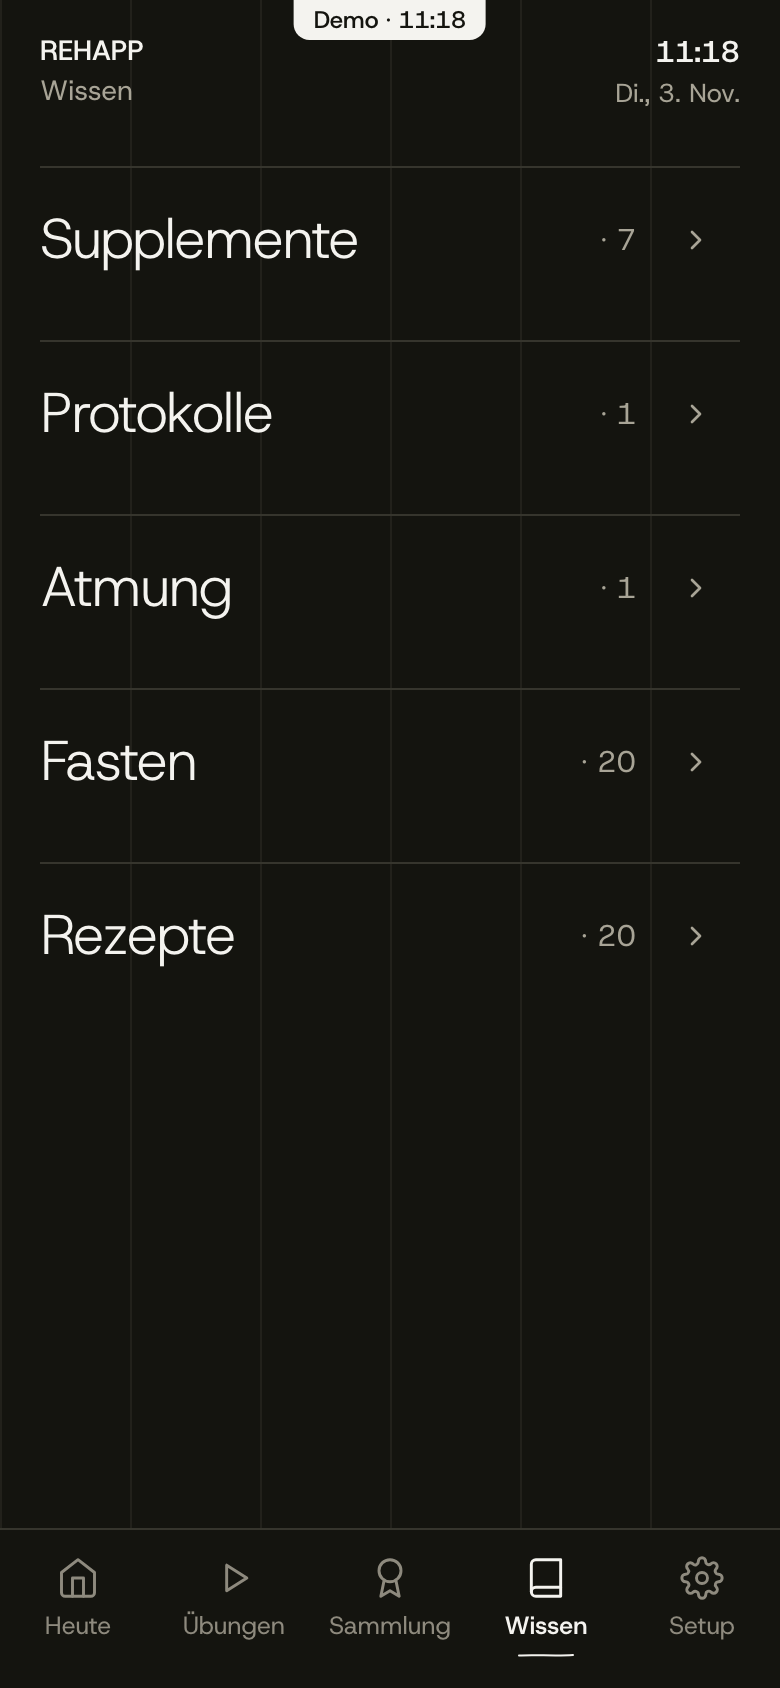 Demo · 11:18
REHAPP
11:18
Wissen
Di., 3. Nov.
Supplemente · 7
Protokolle · 1
Atmung · 1
Fasten · 20
Rezepte · 20
Heute Übungen Sammlung Wissen Setup